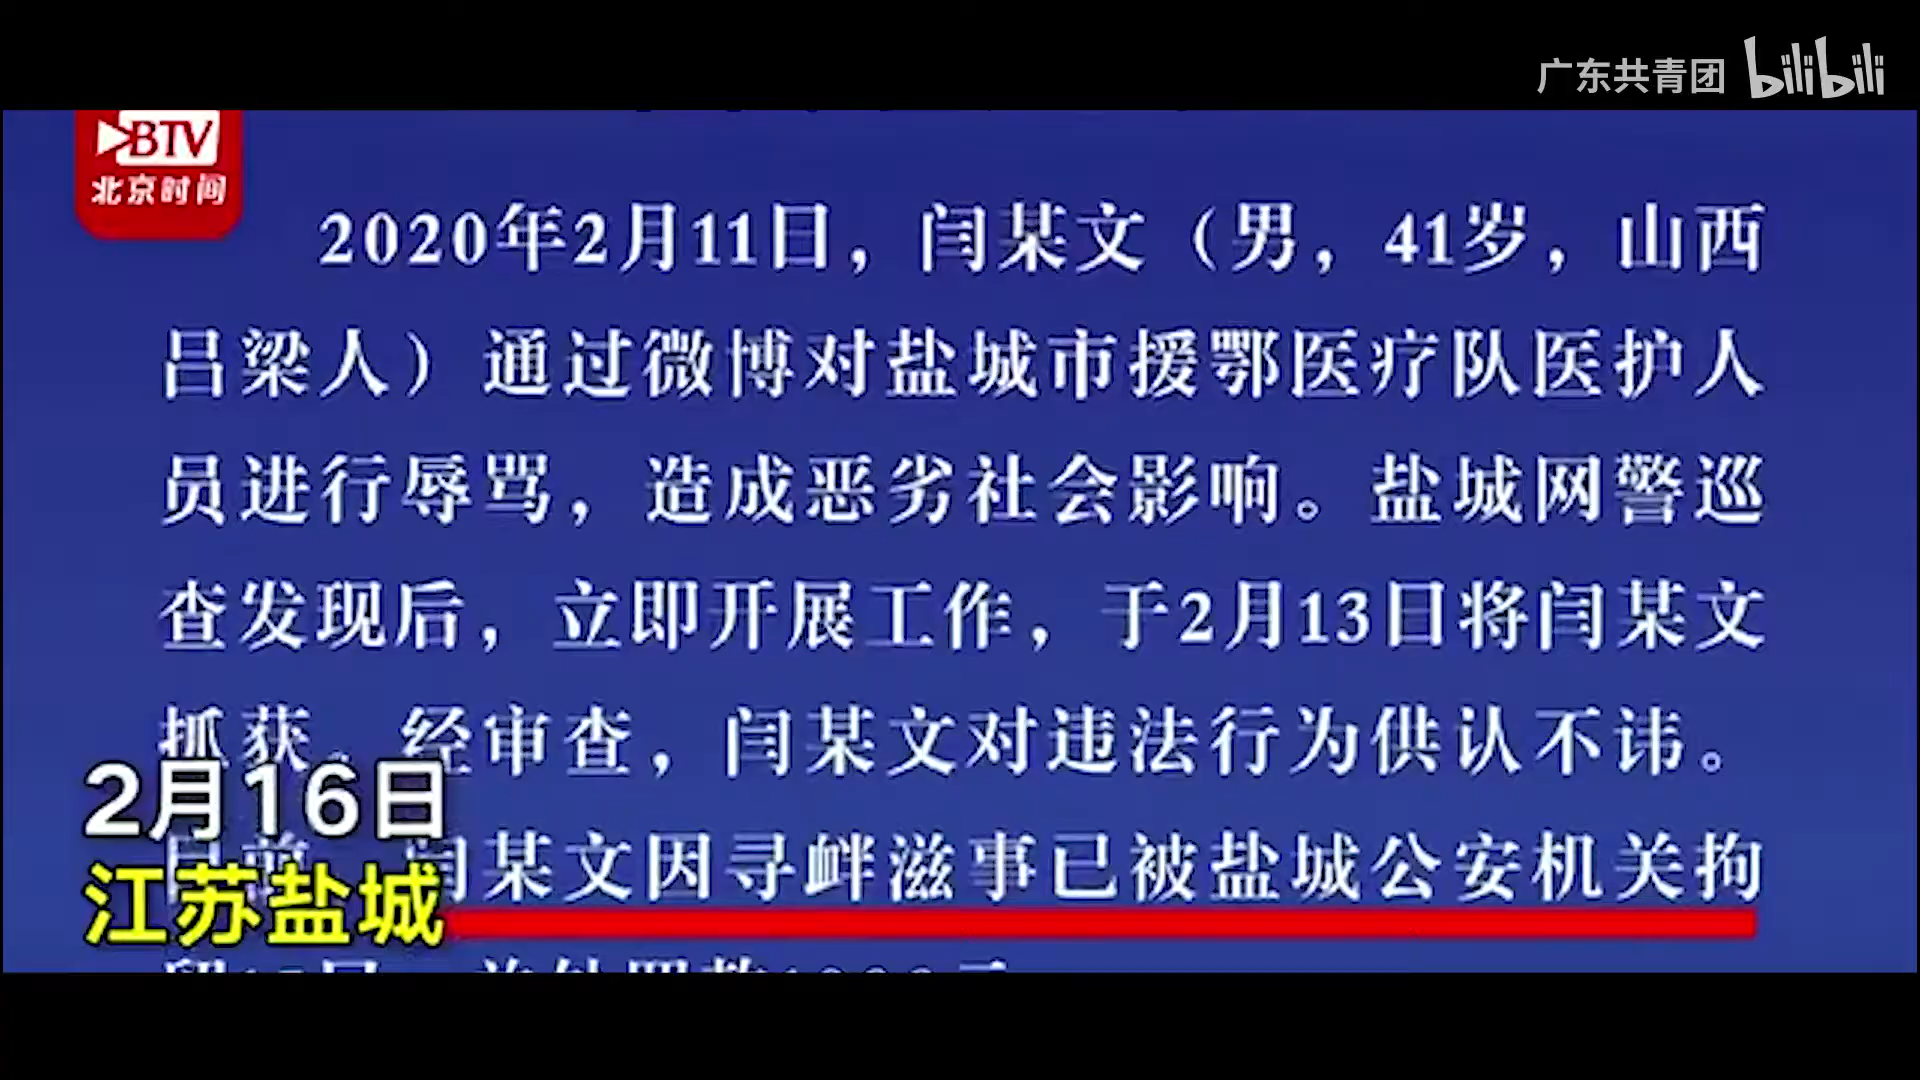 广东共青团 bilibili
BTV
北京时间
2020年2月11日，闫某文（男，41岁，山西
吕梁人）通过微博对盐城市援鄂医疗队医护人
员进行辱骂，造成恶劣社会影响。盐城网警巡
查发现后，立即开展工作，于2月13日将闫某文
抓获。经审查，闫某文对违法行为供认不讳。
闫某文因寻衅滋事已被盐城公安机关拘
2月16日
江苏盐城